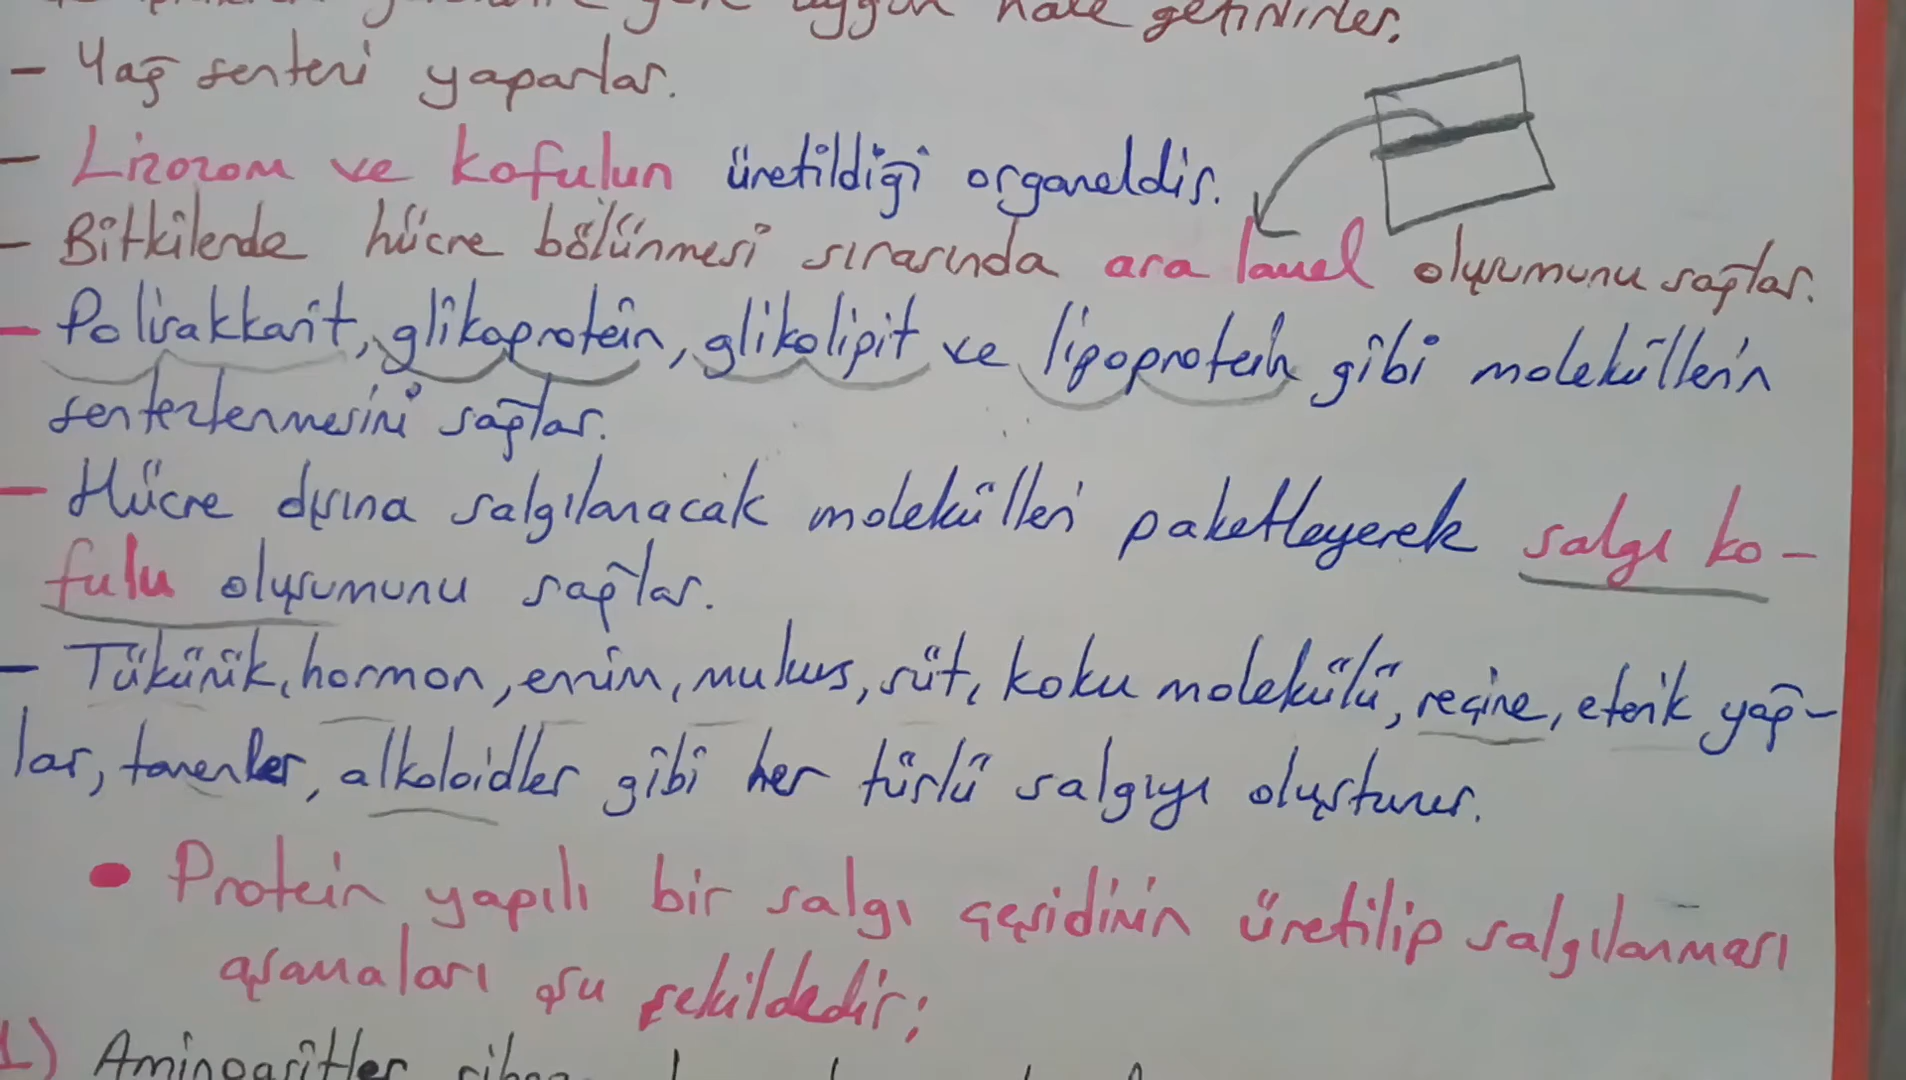 uygun hale getirirler.
- Yağ sentezi yaparlar.
- Lizozom ve kofulun üretildiği organeldir.
- Bitkilerde hücre bölünmesi sırasında ara lamel oluşumunu sağlar.
- Polisakkarit, glikoprotein, glikolipit ve lipoprotein gibi moleküllerin
sentezlenmesini sağlar.
- Hücre dışına salgılanacak molekülleri paketleyerek salgı ko-
fulu oluşumunu sağlar.
- Tükürük, hormon, enzim, mukus, süt, koku molekülü, reçine, eterik yağ-
lar, tanenler, alkoloidler gibi her türlü salgıyı oluşturur.
• Protein yapılı bir salgı çeşidinin üretilip salgılanması
aşamaları şu şekildedir;
1) Aminoasitler